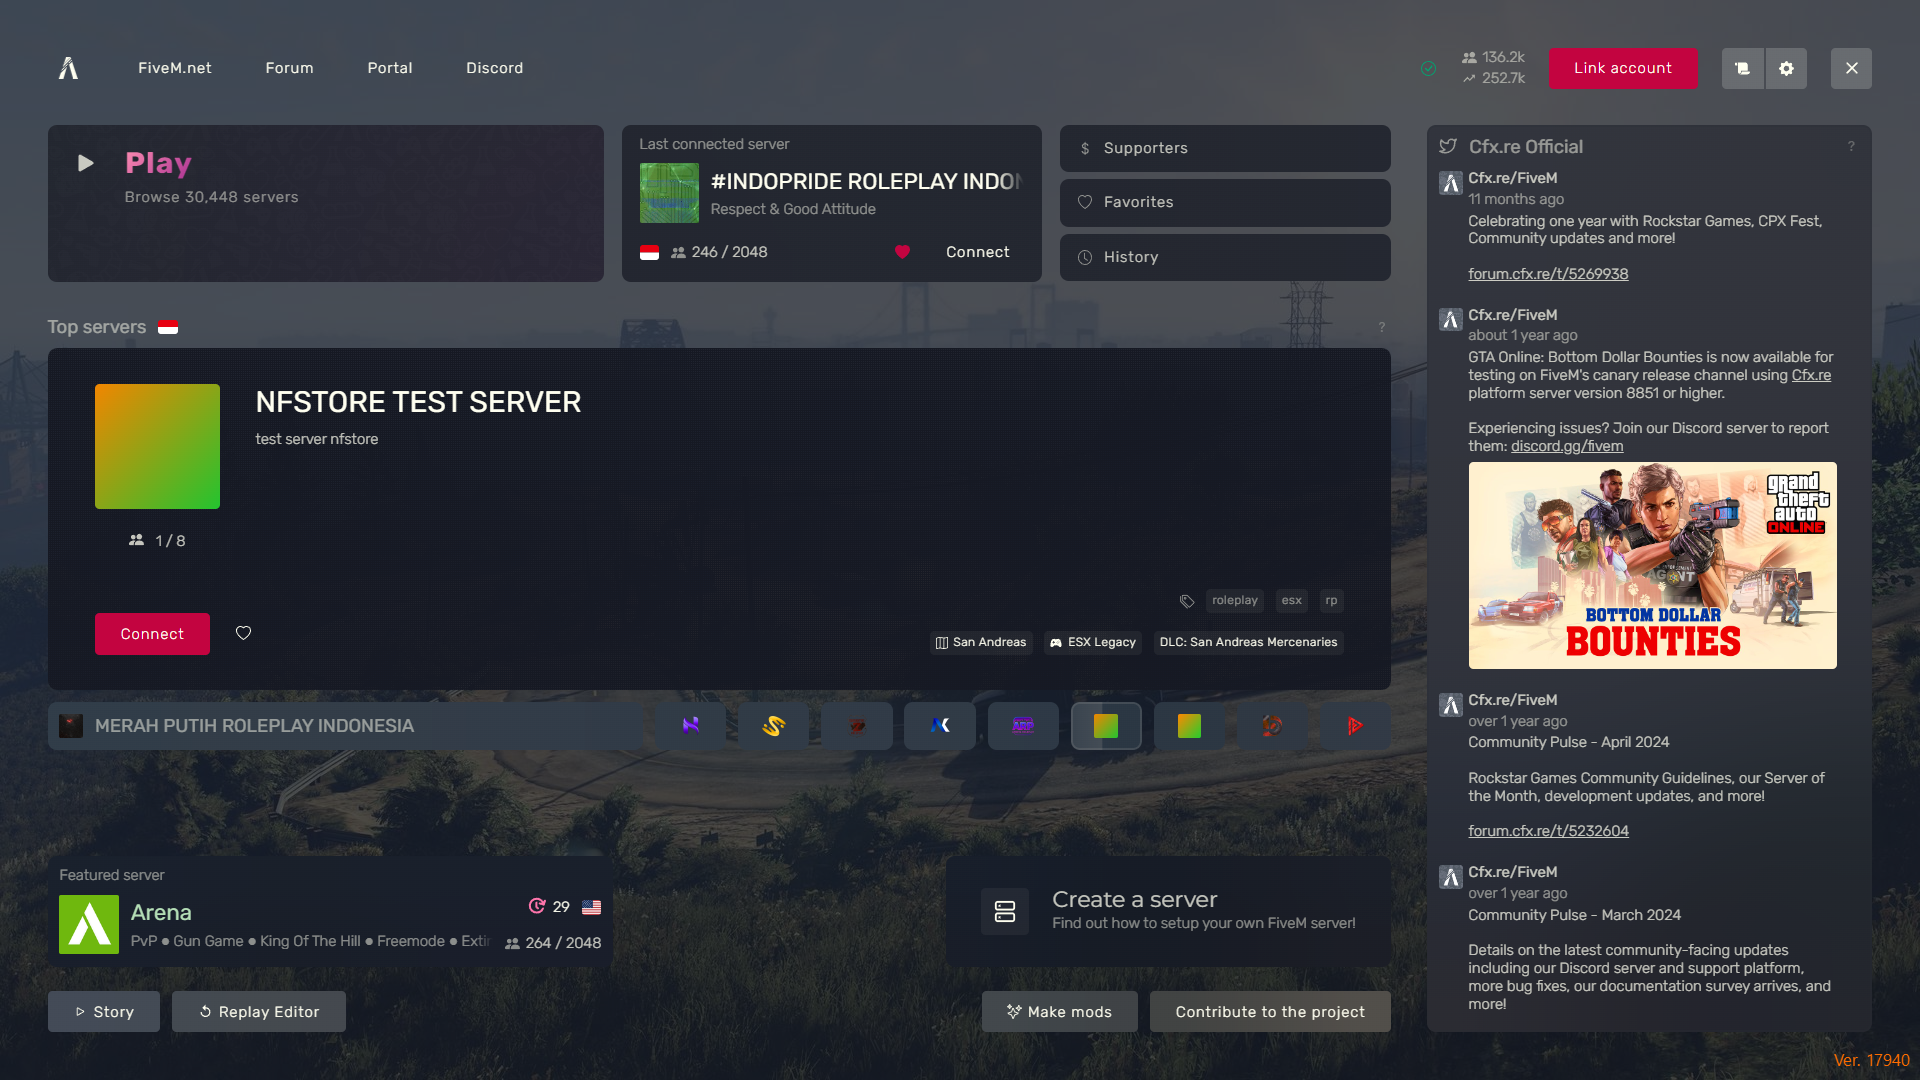 FiveM.net
Forum
Portal
Discord
136.2k
252.7k
Link account
Play
Browse 30,448 servers
Last connected server
#INDOPRIDE ROLEPLAY INDON
Respect & Good Attitude
246 / 2048
Connect
Supporters
Favorites
History
Top servers
?
NFSTORE TEST SERVER
test server nfstore
1 / 8
Connect
roleplay
esx
rp
San Andreas
ESX Legacy
DLC: San Andreas Mercenaries
MERAH PUTIH ROLEPLAY INDONESIA
Featured server
Arena
29
PvP ● Gun Game ● King Of The Hill ● Freemode ● Extin
264 / 2048
Create a server
Find out how to setup your own FiveM server!
Story
Replay Editor
Make mods
Contribute to the project
Cfx.re Official
?
Cfx.re/FiveM
11 months ago
Celebrating one year with Rockstar Games, CPX Fest,
Community updates and more!
forum.cfx.re/t/5269938
Cfx.re/FiveM
about 1 year ago
GTA Online: Bottom Dollar Bounties is now available for
testing on FiveM's canary release channel using Cfx.re
platform server version 8851 or higher.
Experiencing issues? Join our Discord server to report
them: discord.gg/fivem
grand
theft
auto
ONLINE
AGENT
BOTTOM DOLLAR
BOUNTIES
Cfx.re/FiveM
over 1 year ago
Community Pulse - April 2024
Rockstar Games Community Guidelines, our Server of
the Month, development updates, and more!
forum.cfx.re/t/5232604
Cfx.re/FiveM
over 1 year ago
Community Pulse - March 2024
Details on the latest community-facing updates
including our Discord server and support platform,
more bug fixes, our documentation survey arrives, and
more!
Ver. 17940